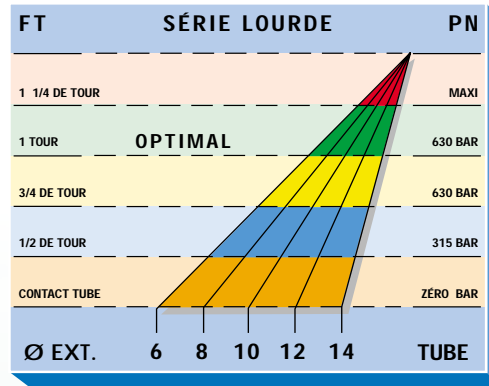 FT SÉRIE LOURDE PN
1 1/4 DE TOUR MAXI
1 TOUR OPTIMAL 630 BAR
3/4 DE TOUR 630 BAR
1/2 DE TOUR 315 BAR
CONTACT TUBE ZÉRO BAR
Ø EXT. 6 8 10 12 14 TUBE